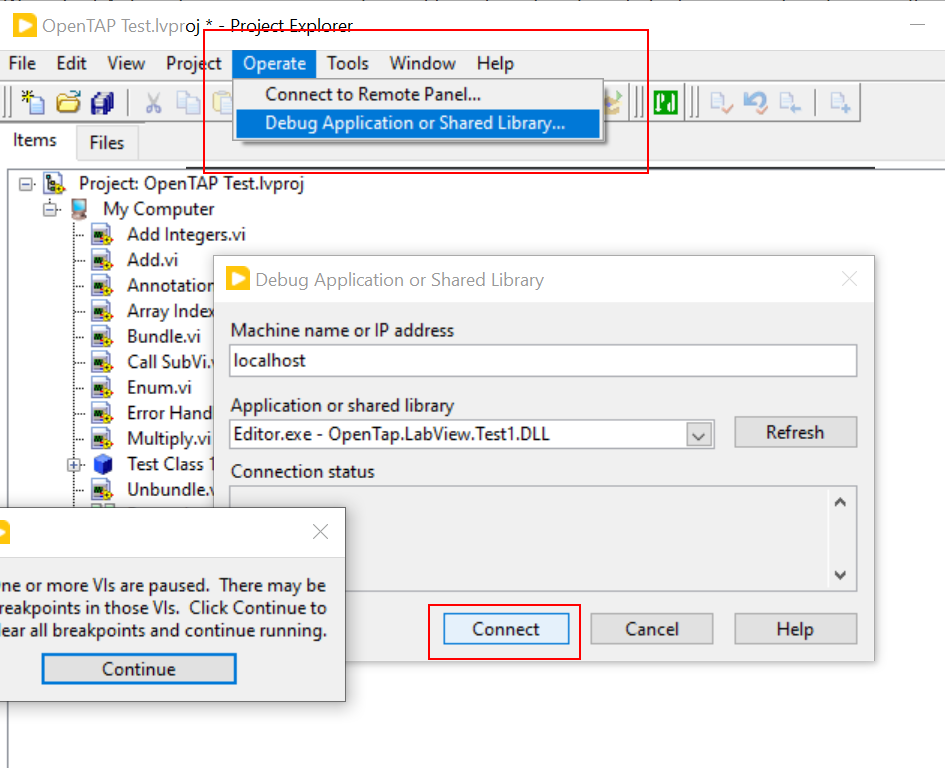 OpenTAP Test.lvproj * - Project Explorer
File Edit View Project Operate Tools Window Help
Connect to Remote Panel...
Debug Application or Shared Library...
Items Files
Project: OpenTAP Test.lvproj
My Computer
Add Integers.vi
Add.vi
Annotation
Array Index
Bundle.vi
Call SubVi.v
Enum.vi
Error Hand
Multiply.vi
Test Class 1
Unbundle.v
Debug Application or Shared Library
Machine name or IP address
localhost
Application or shared library
Editor.exe - OpenTap.LabView.Test1.DLL
Refresh
Connection status
Connect Cancel Help
ne or more VIs are paused. There may be
reakpoints in those VIs. Click Continue to
lear all breakpoints and continue running.
Continue